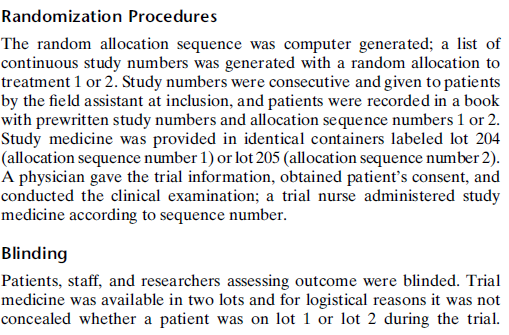 Randomization Procedures
The random allocation sequence was computer generated; a list of
continuous study numbers was generated with a random allocation to
treatment 1 or 2. Study numbers were consecutive and given to patients
by the field assistant at inclusion, and patients were recorded in a book
with prewritten study numbers and allocation sequence numbers 1 or 2.
Study medicine was provided in identical containers labeled lot 204
(allocation sequence number 1) or lot 205 (allocation sequence number 2).
A physician gave the trial information, obtained patient's consent, and
conducted the clinical examination; a trial nurse administered study
medicine according to sequence number.
Blinding
Patients, staff, and researchers assessing outcome were blinded. Trial
medicine was available in two lots and for logistical reasons it was not
concealed whether a patient was on lot 1 or lot 2 during the trial.